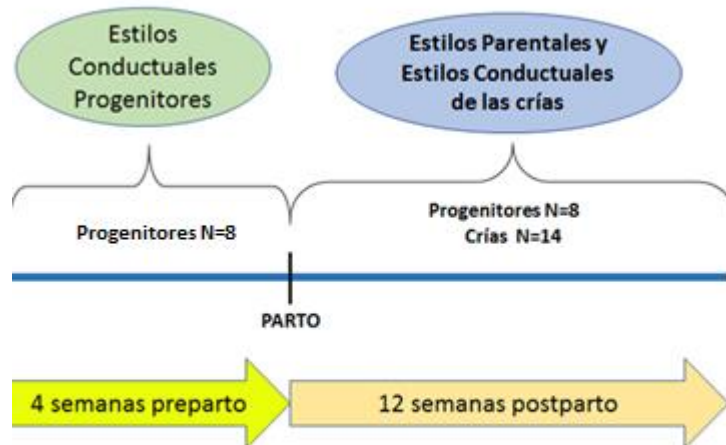 Estilos
Conductuales
Progenitores
Estilos Parentales y
Estilos Conductuales
de las crías
Progenitores N=8
Progenitores N=8
Crías N=14
PARTO
4 semanas preparto
12 semanas postparto